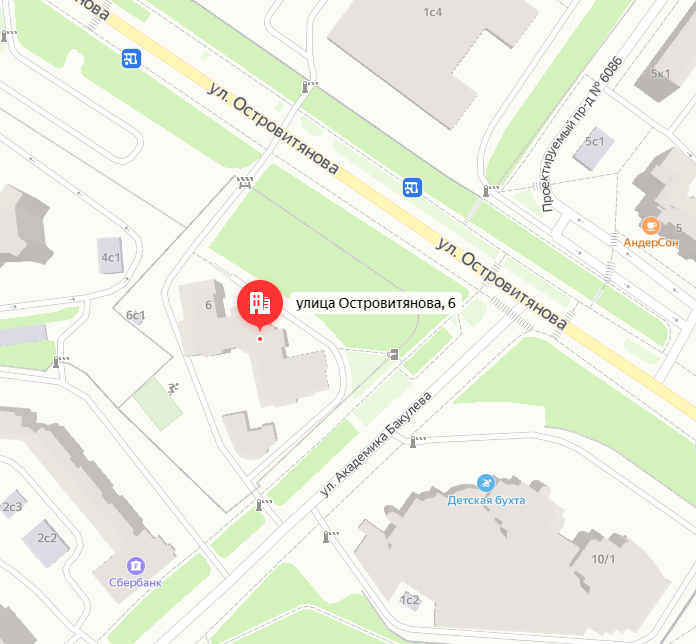 нова
1с4
ул. Островитянова
5к1
Проектируемый пр-д № 6086
5с1
5
АндерСон
ул. Островитянова
4с1
6
улица Островитянова, 6
6с1
ул. Академика Бакулева
Детская бухта
2с3
2с2
10/1
Сбербанк
1с2